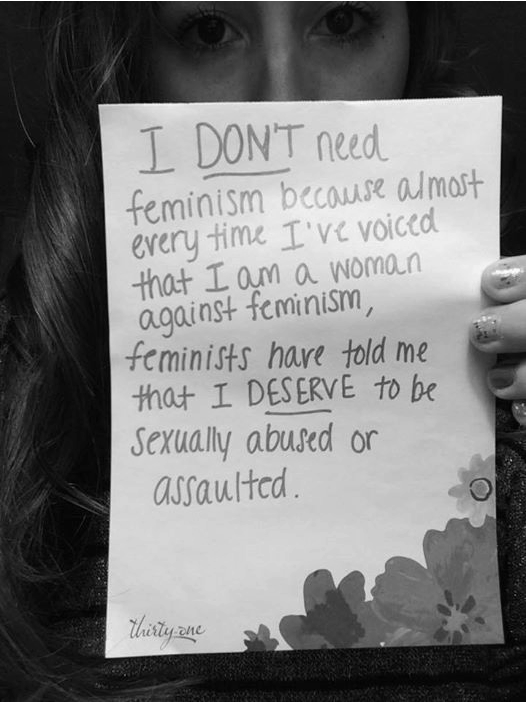 I DON'T need
feminism because almost
every time I've voiced
that I am a woman
against feminism,
feminists have told me
that I DESERVE to be
sexually abused or
assaulted.
thirty-one